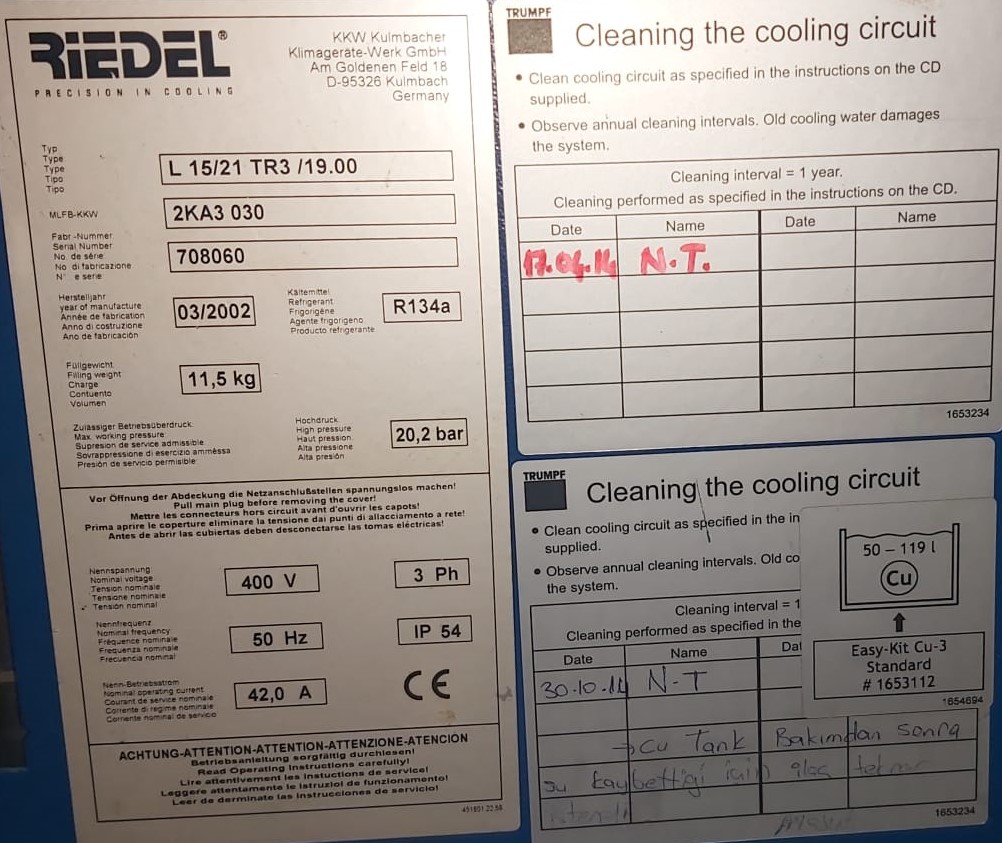 RiEDEL®
PRECISION IN COOLING
KKW Kulmbacher
Klimageräte-Werk GmbH
Am Goldenen Feld 18
D-95326 Kulmbach
Germany
Typ
Type
Type
Tipo
Tipo
L 15/21 TR3 /19.00
MLFB-KKW
2KA3 030
Fabr-Nummer
Serial Number
No. de série
No di fabricazione
N° e serie
708060
Herstelljahr
year of manufacture
Année de fabrication
Anno di costruzione
Ano de fabricación
03/2002
Kältemittel
Refrigerant
Frigorigène
Agente frigorigeno
Producto refrigerante
R134a
Füllgewicht
Filling weight
Charge
Contuento
Volumen
11,5 kg
Zulässiger Betriebsüberdruck
Max. working pressure
Supresion de service admissible
Sovrappressione di esercizio ammèssa
Presión de servicio permisible
Hochdruck
High pressure
Haut pression
Alta pressione
Alta presión
20,2 bar
Vor Öffnung der Abdeckung die Netzanschlußstellen spannungslos machen!
Pull main plug before removing the cover!
Mettre les connecteurs hors circuit avant d'ouvrir les capots!
Prima aprire le coperture eliminare la tensione dai punti di allacciamento a rete!
Antes de abrir las cubiertas deben desconectarse las tomas eléctricas!
Nennspannung
Nominal voltage
Tension nominale
Tensione nominale
Tensión nominal
400 V
3 Ph
Nennfrequenz
Nominal frequency
Fréquence nominale
Frequenza nominale
Frecuencia nominal
50 Hz
IP 54
Nenn-Betriebsstrom
Nominal operating current
Courant de service nominale
Corrente di regime nominale
Corriente nominal de servicio
42,0 A
CE
ACHTUNG-ATTENTION-ATTENTION-ATTENZIONE-ATENCION
Betriebsanleitung sorgfältig durchlesen!
Read Operating Instructions carefully!
Lire attentivement les instuctions de service!
Leggere attentamente le istruzioi de funzionamento!
Leer de derminate las instrucciones de servicio!
TRUMPF
Cleaning the cooling circuit
• Clean cooling circuit as specified in the instructions on the CD
supplied.
• Observe annual cleaning intervals. Old cooling water damages
the system.
Cleaning interval = 1 year.
Cleaning performed as specified in the instructions on the CD.
Date Name Date Name
17.04.14 N.T.
1653234
TRUMPF
Cleaning the cooling circuit
• Clean cooling circuit as specified in the in
supplied.
• Observe annual cleaning intervals. Old co
the system.
Cleaning interval = 1
Cleaning performed as specified in the
Date Name Dat
30.10.14 N-T
→ Cu Tank Bakımdan sonra
su kaybettiği için ilaç
1653234
50 – 119 l
Cu
Easy-Kit Cu-3
Standard
# 1653112
1654694